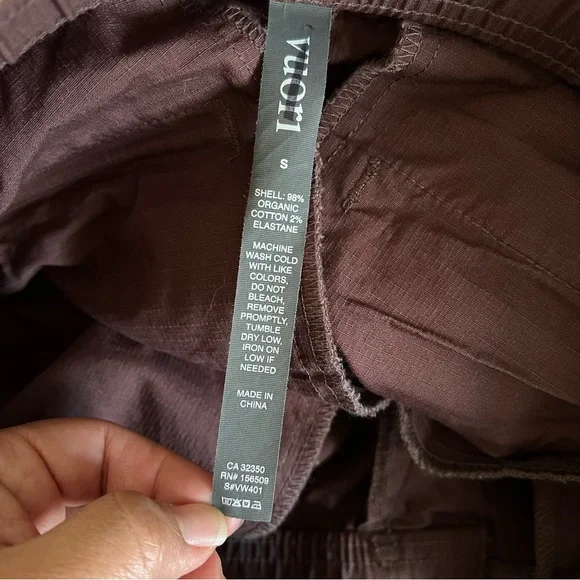 vuori
S
SHELL: 98%
ORGANIC
COTTON 2%
ELASTANE
MACHINE
WASH COLD
WITH LIKE
COLORS,
DO NOT
BLEACH,
REMOVE
PROMPTLY,
TUMBLE
DRY LOW,
IRON ON
LOW IF
NEEDED
MADE IN
CHINA
CA 32350
RN# 156509
S#VW401